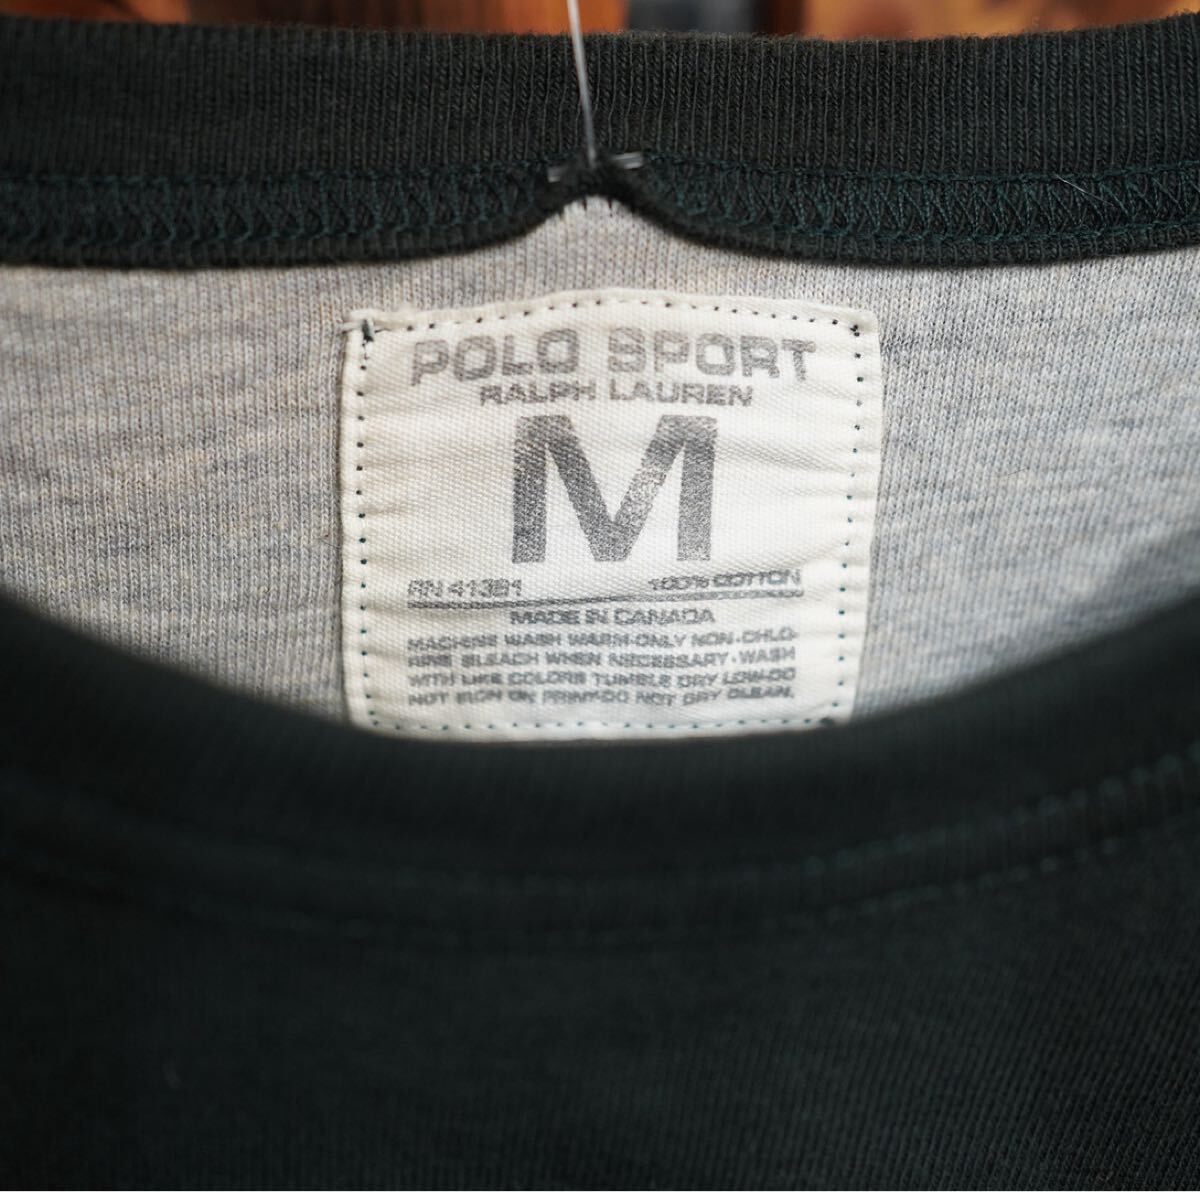 POLO SPORT
RALPH LAUREN
M
RN 41381 100% COTTON
MADE IN CANADA
MACHINE WASH WARM·ONLY NON-CHLO-
RINE BLEACH WHEN NECESSARY·WASH
WITH LIKE COLORS TUMBLE DRY LOW·DO
NOT IRON ON PRINT·DO NOT DRY CLEAN.